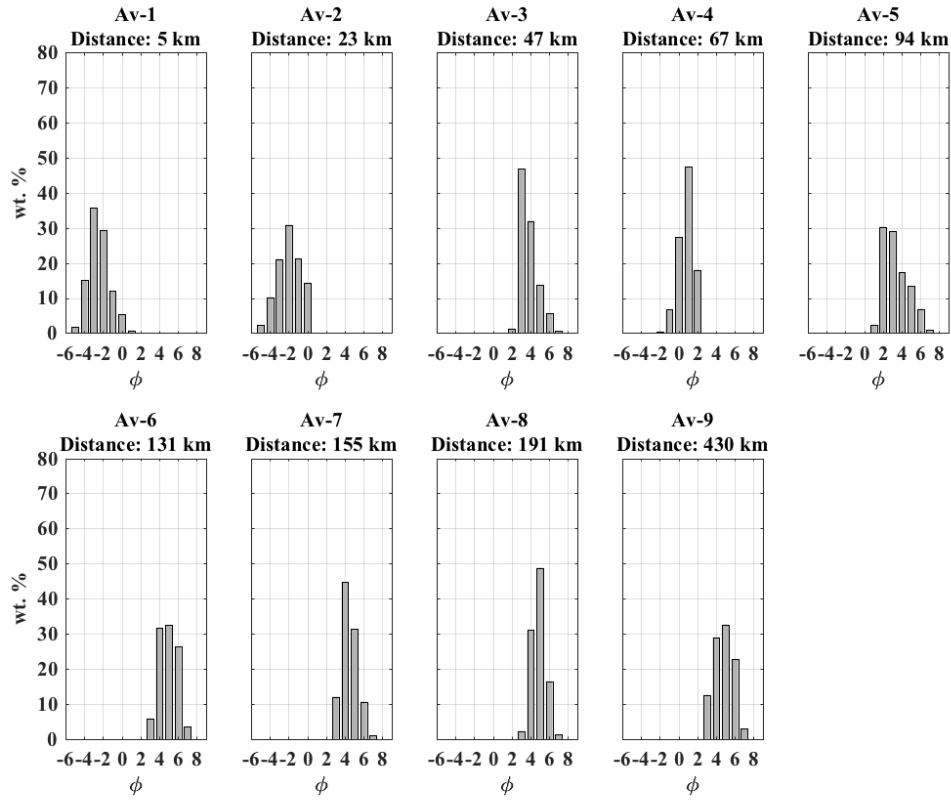 Av-1
Distance: 5 km
Av-2
Distance: 23 km
Av-3
Distance: 47 km
Av-4
Distance: 67 km
Av-5
Distance: 94 km
80
70
60
50
40
30
20
10
0
wt. %
-6-4-2 0 2 4 6 8
-6-4-2 0 2 4 6 8
-6-4-2 0 2 4 6 8
-6-4-2 0 2 4 6 8
-6-4-2 0 2 4 6 8
ϕ
ϕ
ϕ
ϕ
ϕ
Av-6
Distance: 131 km
Av-7
Distance: 155 km
Av-8
Distance: 191 km
Av-9
Distance: 430 km
80
70
60
50
40
30
20
10
0
wt. %
-6-4-2 0 2 4 6 8
-6-4-2 0 2 4 6 8
-6-4-2 0 2 4 6 8
-6-4-2 0 2 4 6 8
ϕ
ϕ
ϕ
ϕ